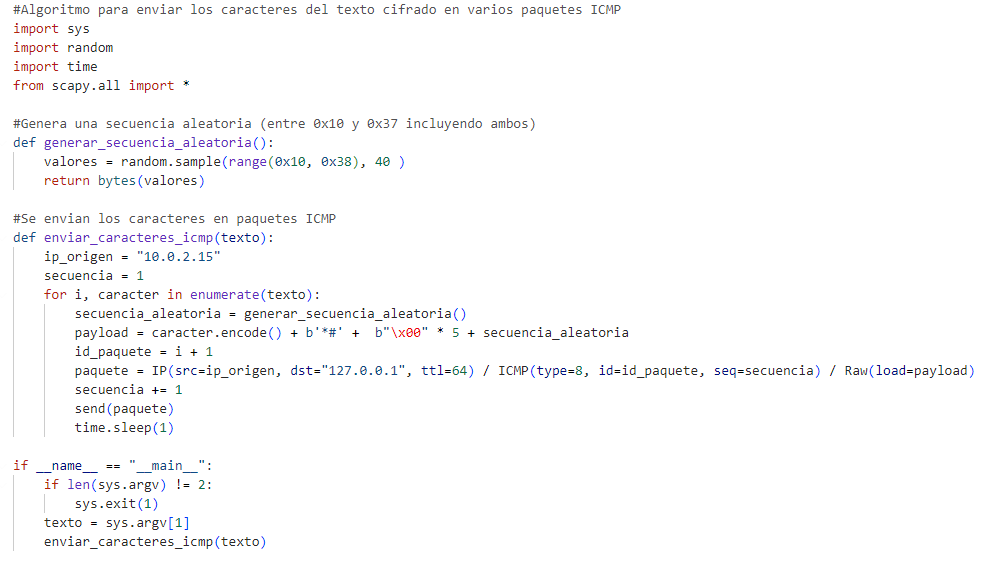 #Algoritmo para enviar los caracteres del texto cifrado en varios paquetes ICMP
import sys
import random
import time
from scapy.all import *

#Genera una secuencia aleatoria (entre 0x10 y 0x37 incluyendo ambos)
def generar_secuencia_aleatoria():
    valores = random.sample(range(0x10, 0x38), 40 )
    return bytes(valores)

#Se envian los caracteres en paquetes ICMP
def enviar_caracteres_icmp(texto):
    ip_origen = "10.0.2.15"
    secuencia = 1
    for i, caracter in enumerate(texto):
        secuencia_aleatoria = generar_secuencia_aleatoria()
        payload = caracter.encode() + b'*#' +  b"\x00" * 5 + secuencia_aleatoria
        id_paquete = i + 1
        paquete = IP(src=ip_origen, dst="127.0.0.1", ttl=64) / ICMP(type=8, id=id_paquete, seq=secuencia) / Raw(load=payload)
        secuencia += 1
        send(paquete)
        time.sleep(1)

if __name__ == "__main__":
    if len(sys.argv) != 2:
        sys.exit(1)
    texto = sys.argv[1]
    enviar_caracteres_icmp(texto)